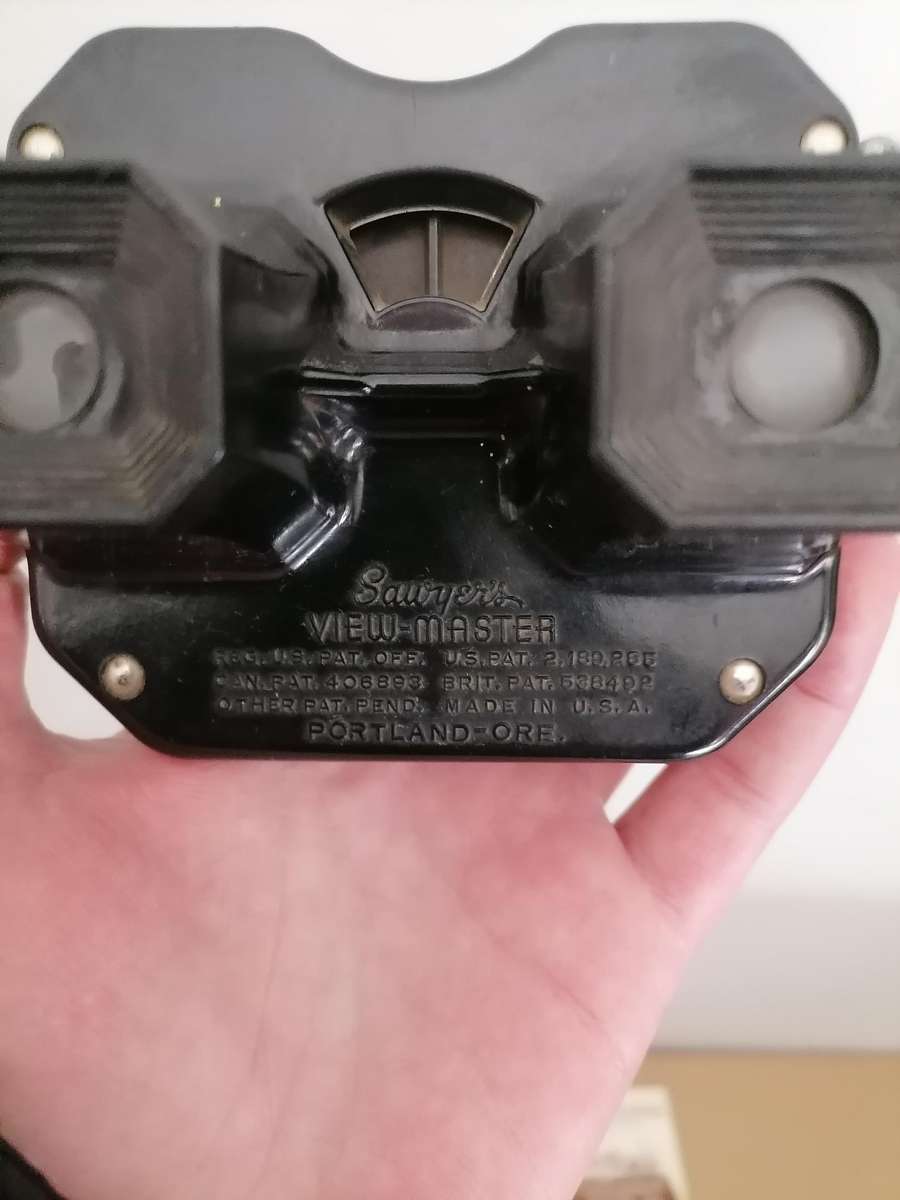 Sawyer's
VIEW-MASTER
REG. U.S. PAT. OFF. U.S. PAT. 2,189,285
CAN. PAT. 406893 BRIT. PAT. 538402
OTHER PAT. PEND. MADE IN U.S.A.
PORTLAND-ORE.